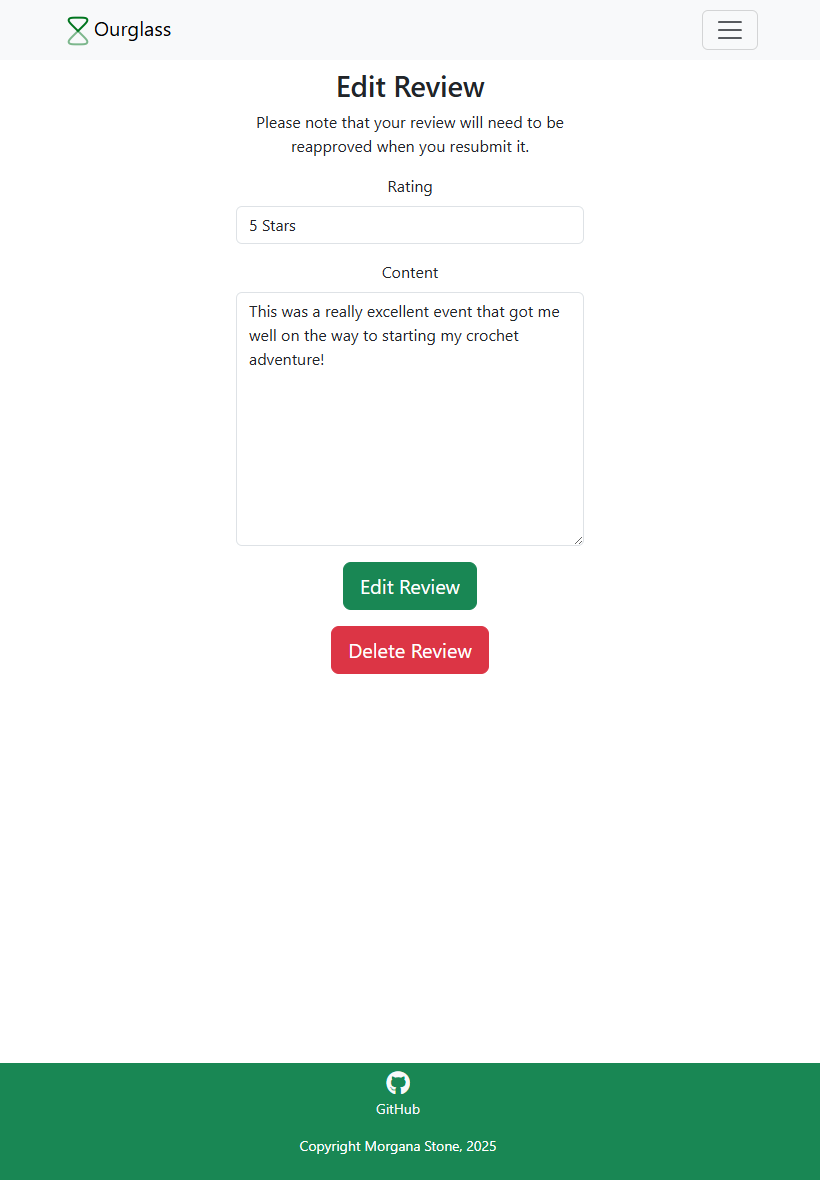 Ourglass
Edit Review
Please note that your review will need to be
reapproved when you resubmit it.
Rating
5 Stars
Content
This was a really excellent event that got me
well on the way to starting my crochet
adventure!
Edit Review
Delete Review
GitHub
Copyright Morgana Stone, 2025